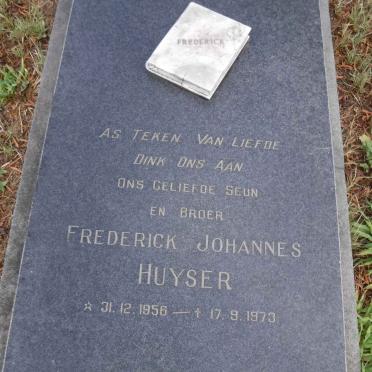 FREDERICK
AS TEKEN VAN LIEFDE
DINK ONS AAN
ONS GELIEFDE SEUN
EN BROER
FREDERICK JOHANNES
HUYSER
☆ 31.12.1956 — ✝ 17.9.1973